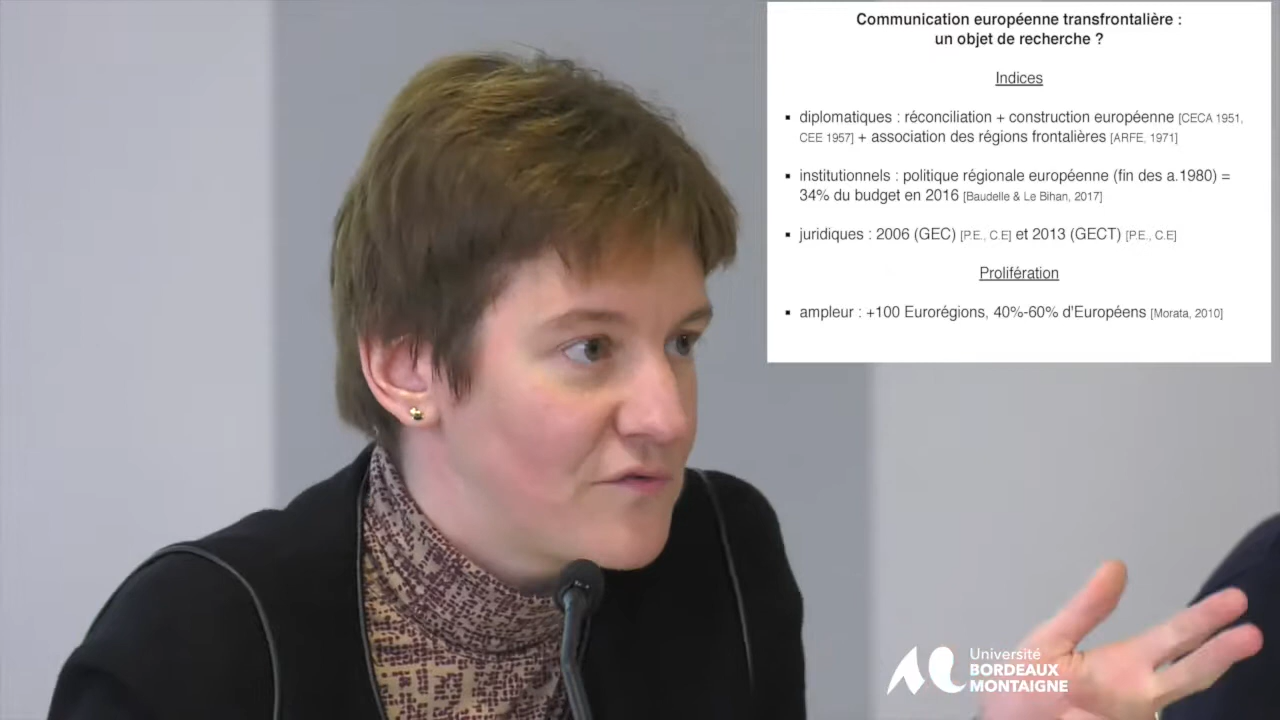 Communication européenne transfrontalière :
un objet de recherche ?
Indices
▪ diplomatiques : réconciliation + construction européenne [CECA 1951,
CEE 1957] + association des régions frontalières [ARFE, 1971]
▪ institutionnels : politique régionale européenne (fin des a.1980) =
34% du budget en 2016 [Baudelle & Le Bihan, 2017]
▪ juridiques : 2006 (GEC) [P.E., C.E] et 2013 (GECT) [P.E., C.E]
Prolifération
▪ ampleur : +100 Eurorégions, 40%-60% d'Européens [Morata, 2010]
Université
BORDEAUX
MONTAIGNE